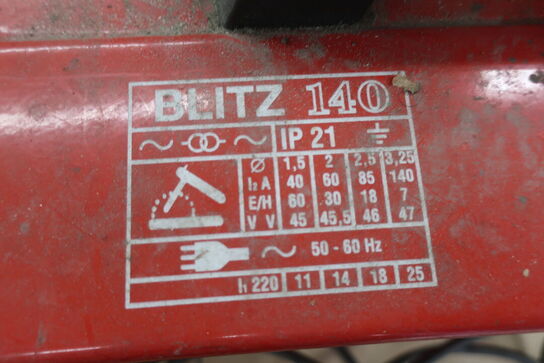 BLITZ 140
IP 21
Ø 1,5 2 2,5 3,25
I₂ A 40 60 85 140
E/H 60 30 18 7
V V 45 45,5 46 47
50 - 60 Hz
I₁ 220 11 14 18 25